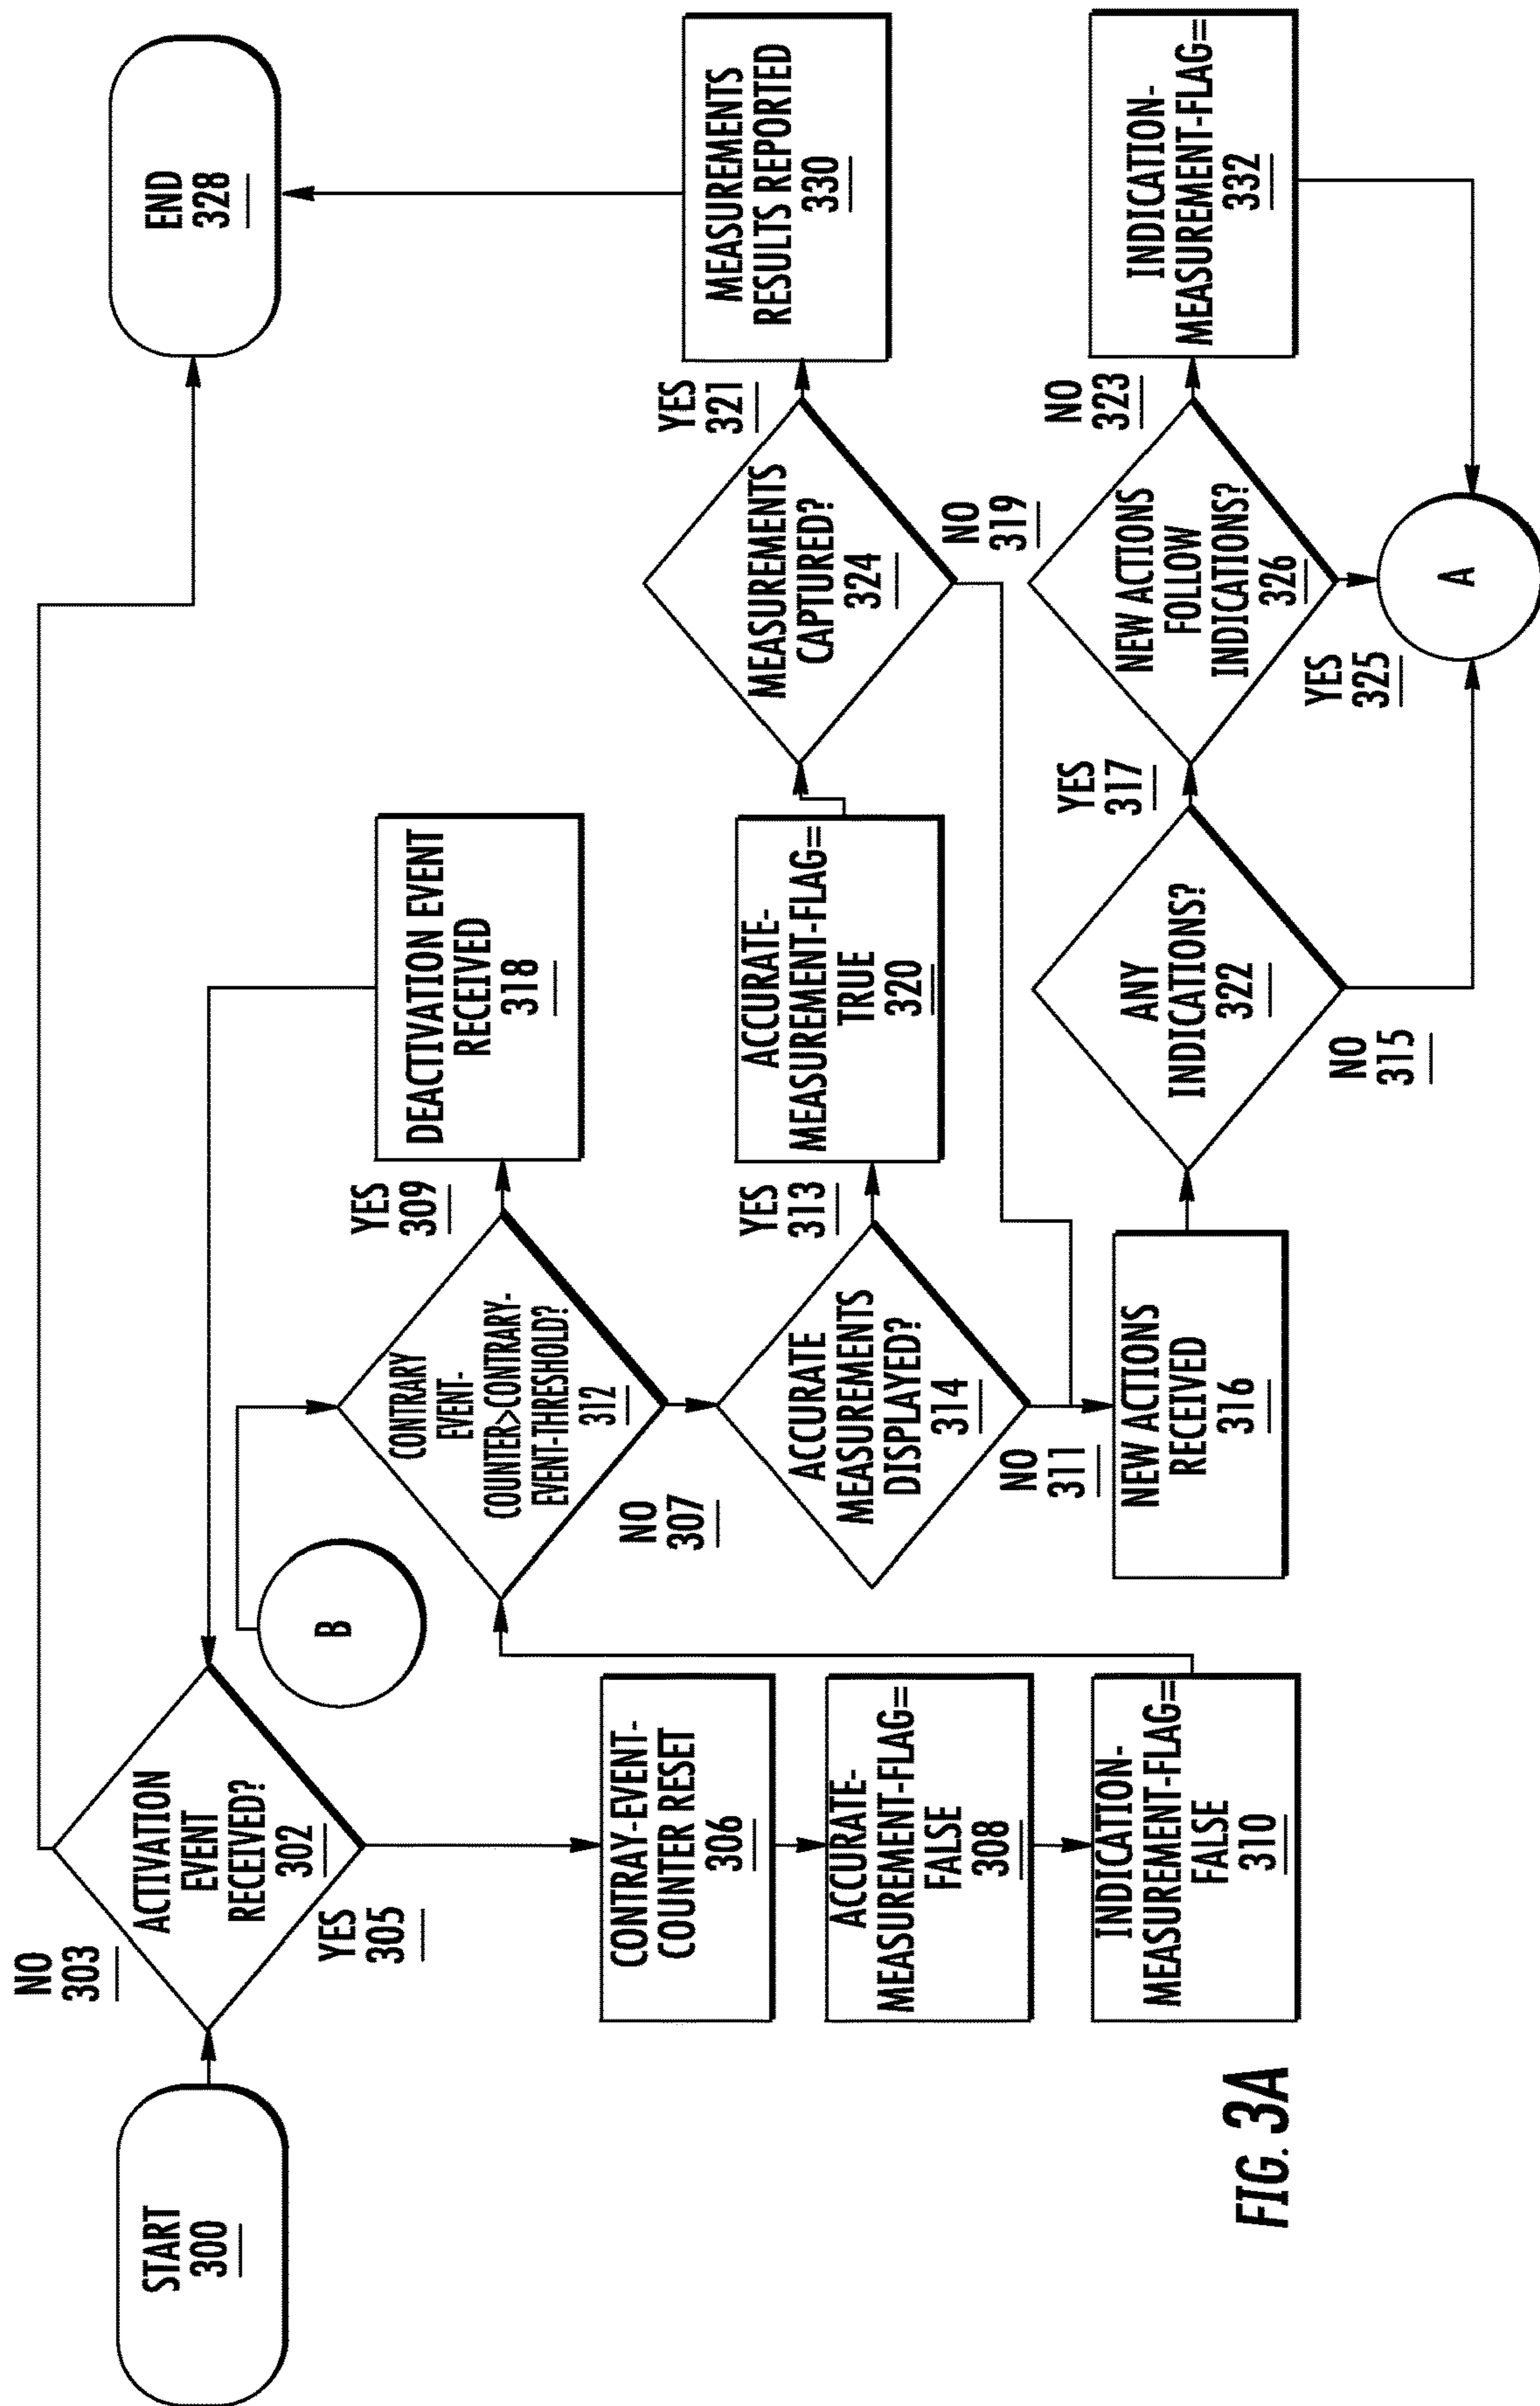 START
300
NO
303
ACTIVATION
EVENT
RECEIVED?
302
YES
305
END
328
B
CONTRAY-EVENT-
COUNTER RESET
306
ACCURATE-
MEASUREMENT-FLAG=
FALSE
308
INDICATION-
MEASUREMENT-FLAG=
FALSE
310
CONTRARY
EVENT-
COUNTER>CONTRARY-
EVENT-THRESHOLD?
312
YES
309
DEACTIVATION EVENT
RECEIVED
318
NO
307
ACCURATE
MEASUREMENTS
DISPLAYED?
314
YES
313
ACCURATE-
MEASUREMENT-FLAG=
TRUE
320
MEASUREMENTS
CAPTURED?
324
YES
321
MEASUREMENTS
RESULTS REPORTED
330
NO
319
NO
311
NEW ACTIONS
RECEIVED
316
ANY
INDICATIONS?
322
YES
317
NO
315
NEW ACTIONS
FOLLOW
INDICATIONS?
326
NO
323
YES
325
INDICATION-
MEASUREMENT-FLAG=
332
A
FIG. 3A